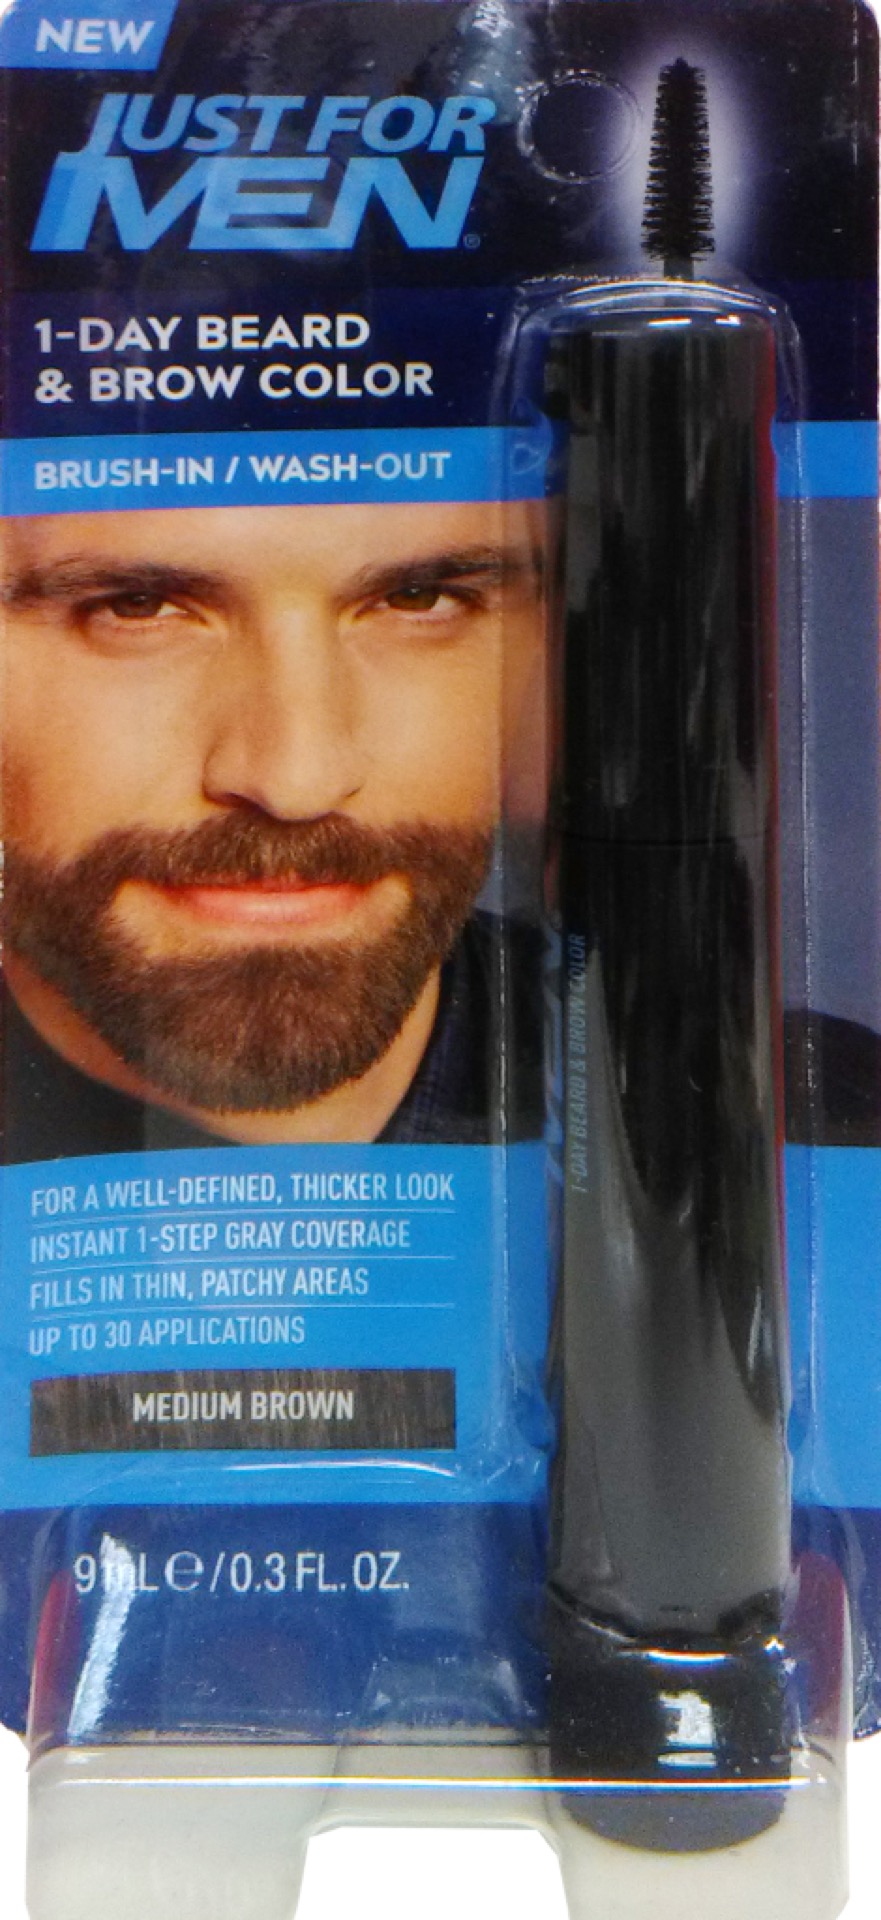 NEW
JUST FOR
MEN®
1-DAY BEARD
& BROW COLOR
BRUSH-IN / WASH-OUT
1-DAY BEARD & BROW COLOR
FOR A WELL-DEFINED, THICKER LOOK
INSTANT 1-STEP GRAY COVERAGE
FILLS IN THIN, PATCHY AREAS
UP TO 30 APPLICATIONS
MEDIUM BROWN
9 mL℮/0.3 FL. OZ.